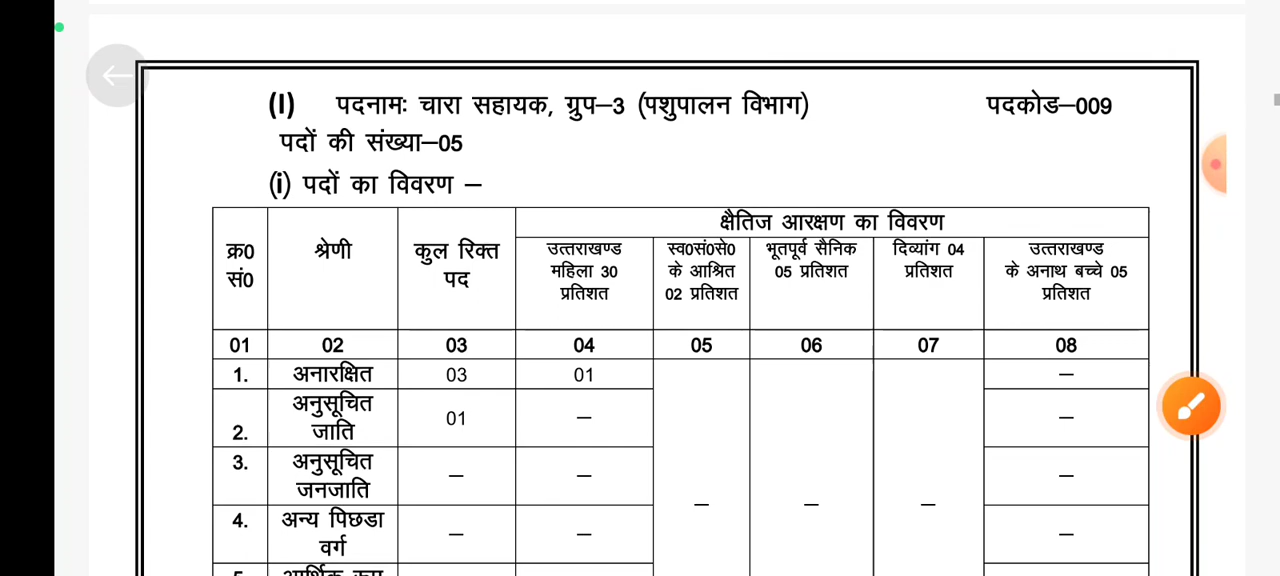 (I) पदनामः चारा सहायक, ग्रुप–3 (पशुपालन विभाग) पदकोड–009
पदों की संख्या–05
(i) पदों का विवरण –
क्र0 सं0 श्रेणी कुल रिक्त पद क्षैतिज आरक्षण का विवरण
उत्तराखण्ड महिला 30 प्रतिशत स्व0सं0से0 के आश्रित 02 प्रतिशत भूतपूर्व सैनिक 05 प्रतिशत दिव्यांग 04 प्रतिशत उत्तराखण्ड के अनाथ बच्चे 05 प्रतिशत
01 02 03 04 05 06 07 08
1. अनारक्षित 03 01 –
2. अनुसूचित जाति 01 – –
3. अनुसूचित जनजाति – – –
– – –
4. अन्य पिछडा वर्ग – – –